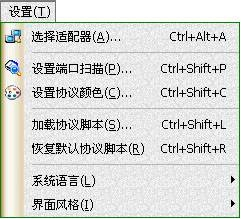 设置(T)
选择适配器(A)... Ctrl+Alt+A
设置端口扫描(P)... Ctrl+Shift+P
设置协议颜色(C)... Ctrl+Shift+C
加载协议脚本(S)... Ctrl+Shift+L
恢复默认协议脚本(R) Ctrl+Shift+R
系统语言(L)
界面风格(I)